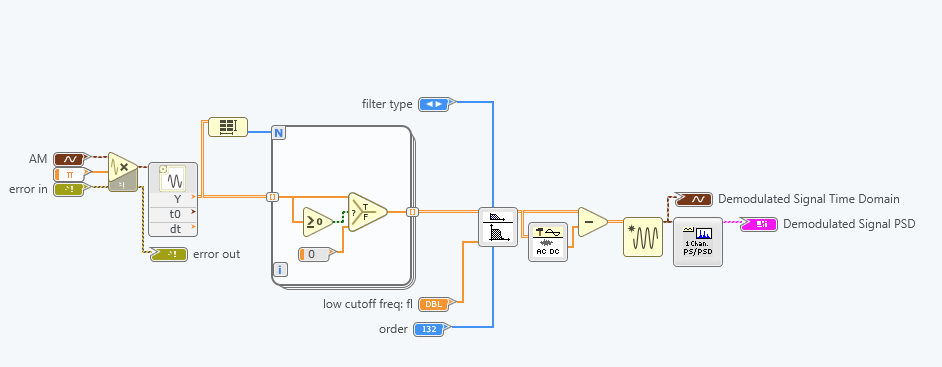 filter type
N
AM
π
error in
Y
t0
dt
error out
≥0
?
T
F
0
i
AC DC
1 Chan.
PS/PSD
Demodulated Signal Time Domain
Demodulated Signal PSD
low cutoff freq: fl
DBL
order
I32